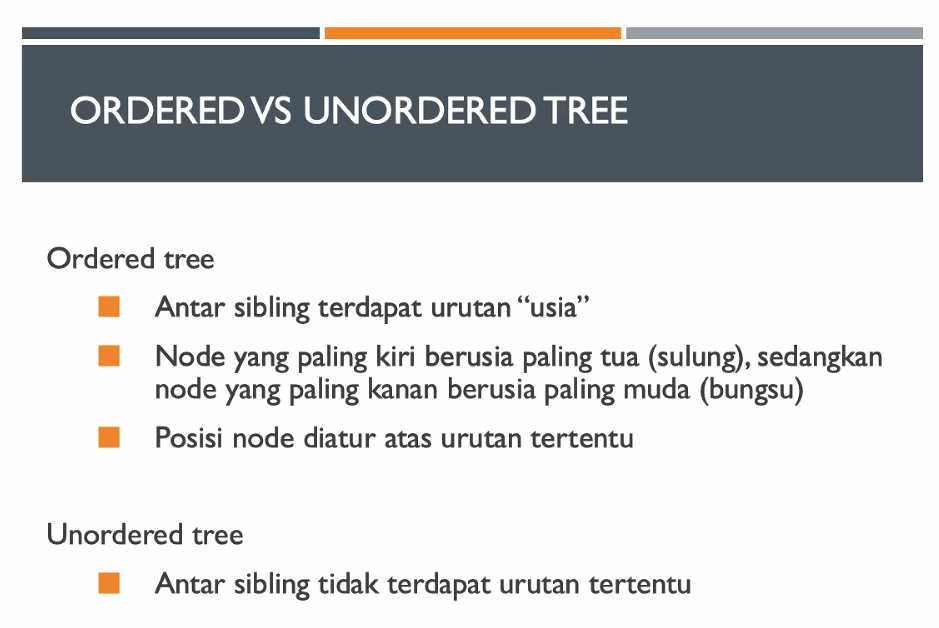 ORDERED VS UNORDERED TREE
Ordered tree
Antar sibling terdapat urutan “usia”
Node yang paling kiri berusia paling tua (sulung), sedangkan
node yang paling kanan berusia paling muda (bungsu)
Posisi node diatur atas urutan tertentu
Unordered tree
Antar sibling tidak terdapat urutan tertentu